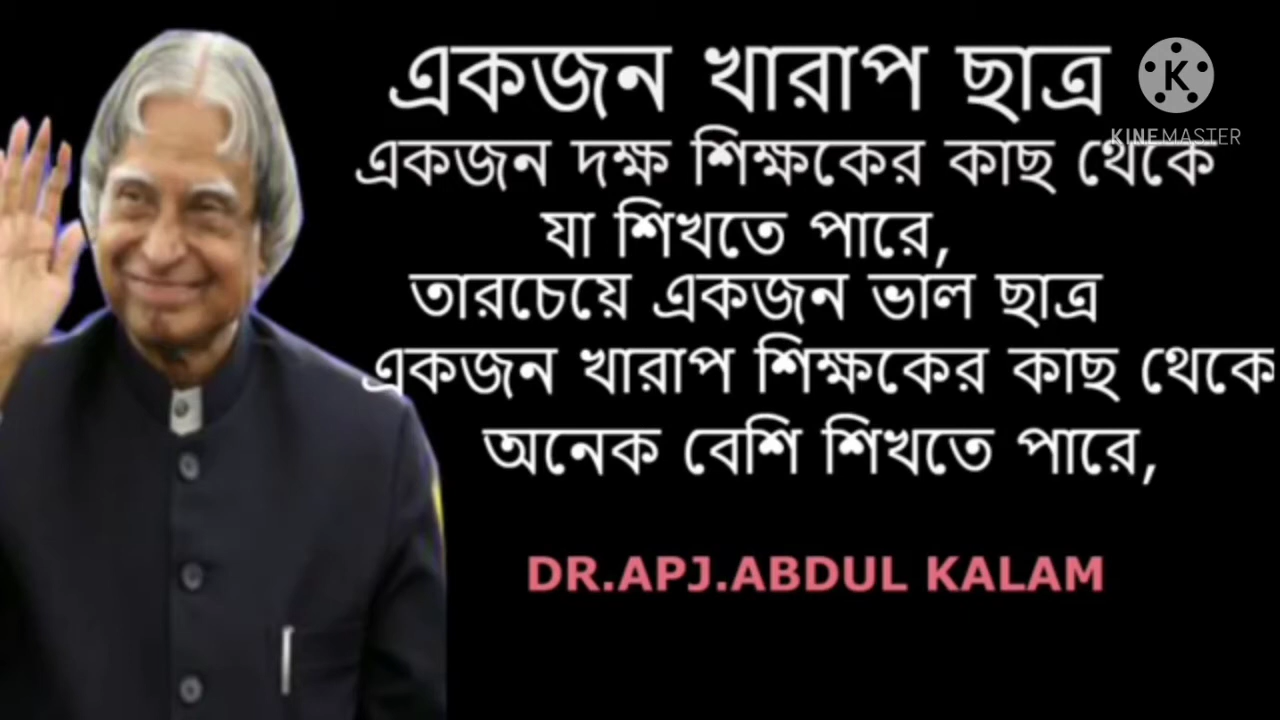 একজন খারাপ ছাত্র
একজন দক্ষ শিক্ষকের কাছ থেকে
যা শিখতে পারে,
তারচেয়ে একজন ভাল ছাত্র
একজন খারাপ শিক্ষকের কাছ থেকে
অনেক বেশি শিখতে পারে,
DR.APJ.ABDUL KALAM
K
KINEMASTER